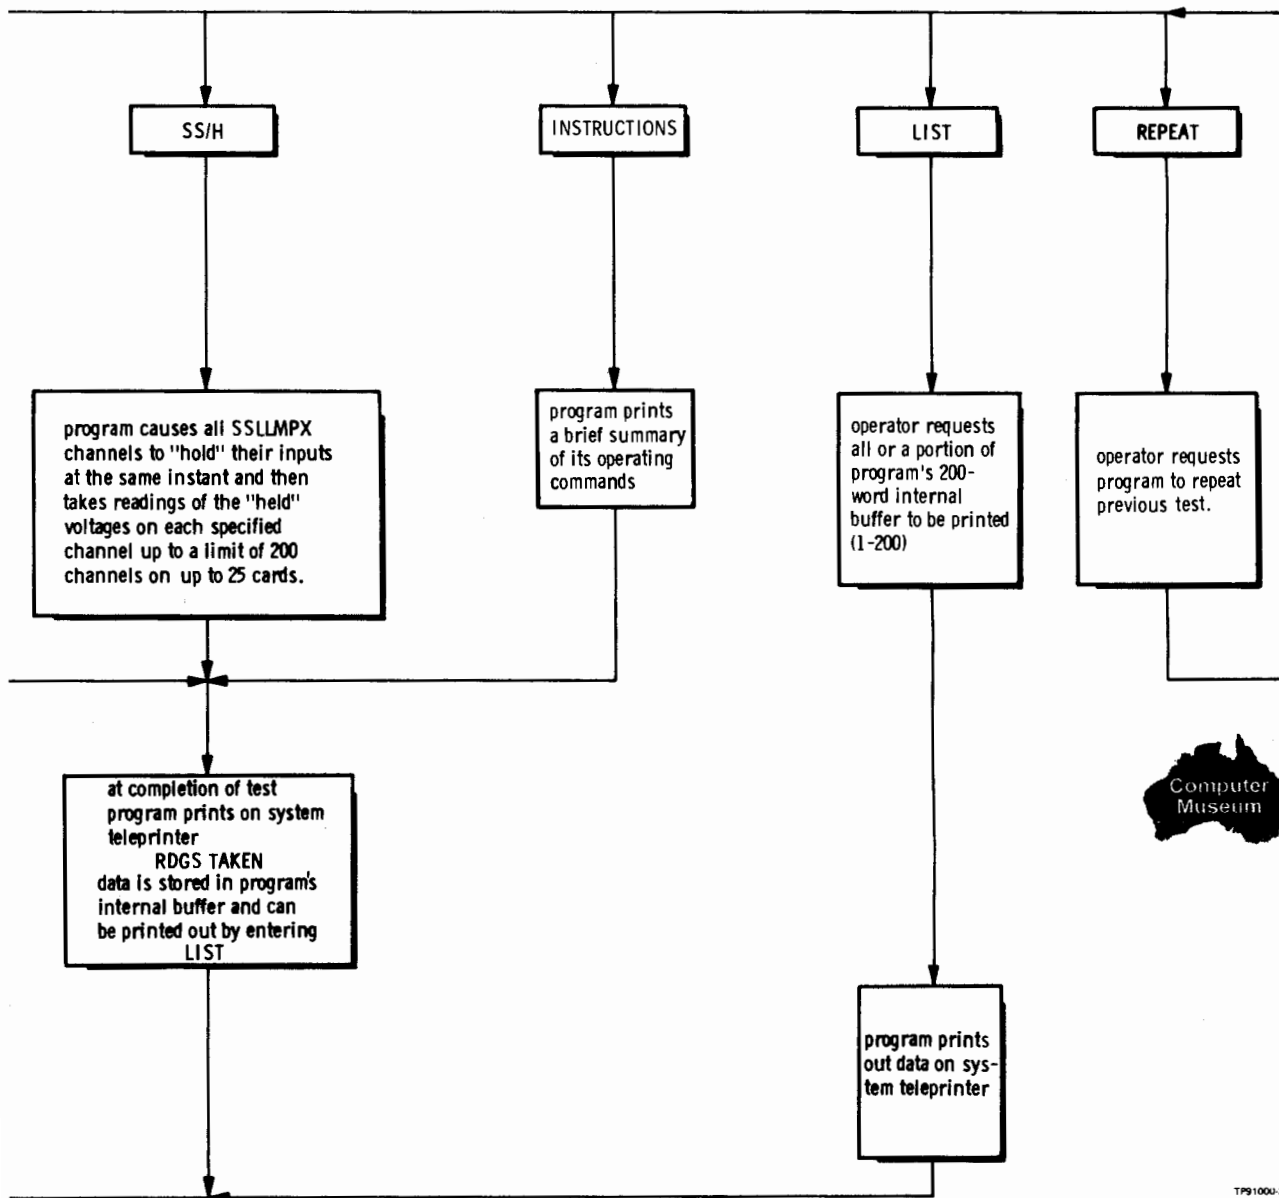 SS/H
INSTRUCTIONS
LIST
REPEAT
program causes all SSLLMPX
channels to "hold" their inputs
at the same instant and then
takes readings of the "held"
voltages on each specified
channel up to a limit of 200
channels on up to 25 cards.
program prints
a brief summary
of its operating
commands
operator requests
all or a portion of
program's 200-
word internal
buffer to be printed
(1-200)
operator requests
program to repeat
previous test.
at completion of test
program prints on system
teleprinter
RDGS TAKEN
data is stored in program's
internal buffer and can
be printed out by entering
LIST
Computer
Museum
program prints
out data on sys-
tem teleprinter